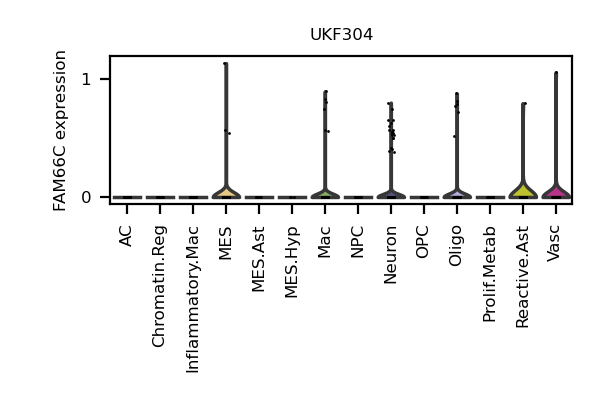 UKF304
FAM66C expression
1
0
AC
Chromatin.Reg
Inflammatory.Mac
MES
MES.Ast
MES.Hyp
Mac
NPC
Neuron
OPC
Oligo
Prolif.Metab
Reactive.Ast
Vasc